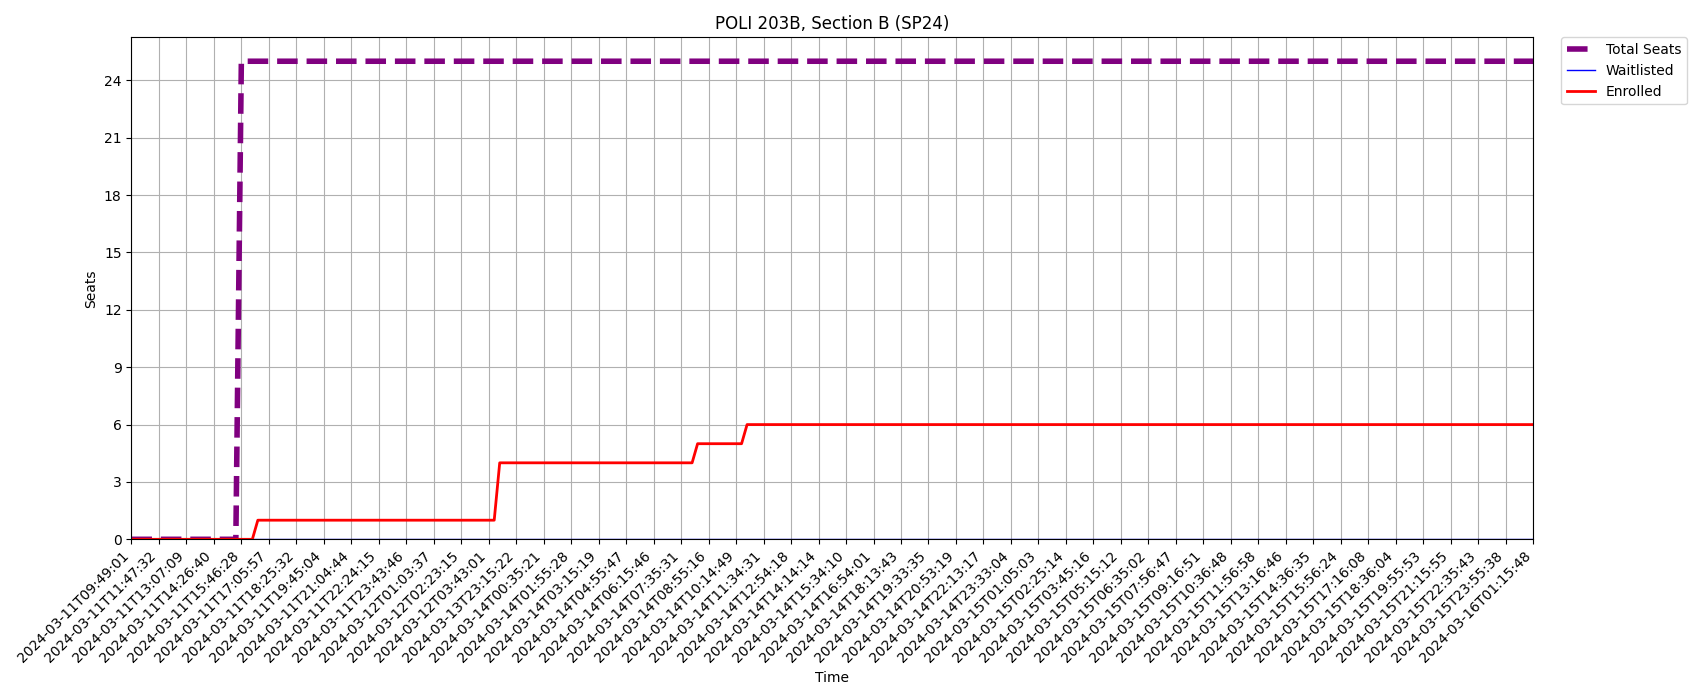 POLI 203B, Section B (SP24)
Total Seats
Waitlisted
Enrolled
Seats
24
21
18
15
12
9
6
3
0
2024-03-11T09:49:01
2024-03-11T11:47:32
2024-03-11T13:07:09
2024-03-11T14:26:40
2024-03-11T15:46:28
2024-03-11T17:05:57
2024-03-11T18:25:32
2024-03-11T19:45:04
2024-03-11T21:04:44
2024-03-11T22:24:15
2024-03-11T23:43:46
2024-03-12T01:03:37
2024-03-12T02:23:15
2024-03-12T03:43:01
2024-03-13T23:15:22
2024-03-14T00:35:21
2024-03-14T01:55:28
2024-03-14T03:15:19
2024-03-14T04:55:47
2024-03-14T06:15:46
2024-03-14T07:35:31
2024-03-14T08:55:16
2024-03-14T10:14:49
2024-03-14T11:34:31
2024-03-14T12:54:18
2024-03-14T14:14:14
2024-03-14T15:34:10
2024-03-14T16:54:01
2024-03-14T18:13:43
2024-03-14T19:33:35
2024-03-14T20:53:19
2024-03-14T22:13:17
2024-03-14T23:33:04
2024-03-15T01:05:03
2024-03-15T02:25:14
2024-03-15T03:45:16
2024-03-15T05:15:12
2024-03-15T06:35:02
2024-03-15T07:56:47
2024-03-15T09:16:51
2024-03-15T10:36:48
2024-03-15T11:56:58
2024-03-15T13:16:46
2024-03-15T14:36:35
2024-03-15T15:56:24
2024-03-15T17:16:08
2024-03-15T18:36:04
2024-03-15T19:55:53
2024-03-15T21:15:55
2024-03-15T22:35:43
2024-03-15T23:55:38
2024-03-16T01:15:48
Time